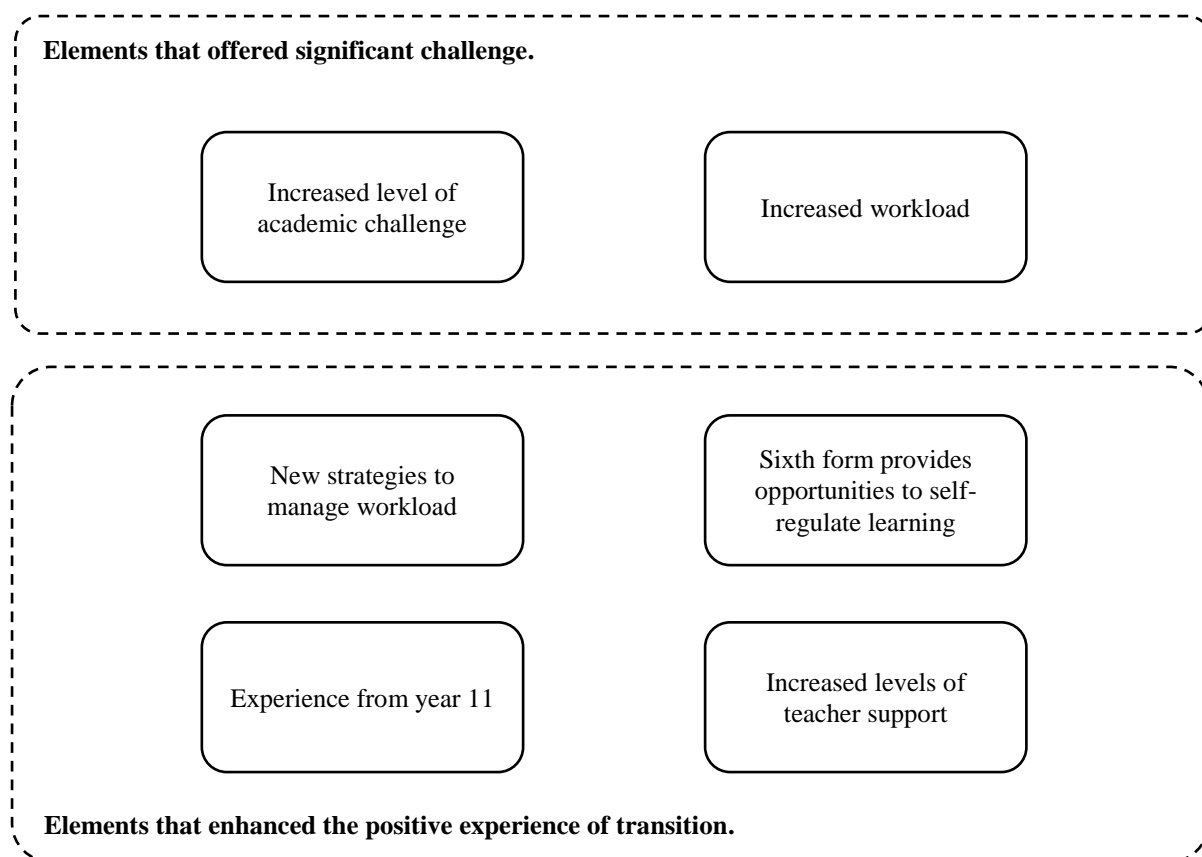 Elements that offered significant challenge.
Increased level of
academic challenge
Increased workload
New strategies to
manage workload
Sixth form provides
opportunities to self-
regulate learning
Experience from year 11
Increased levels of
teacher support
Elements that enhanced the positive experience of transition.